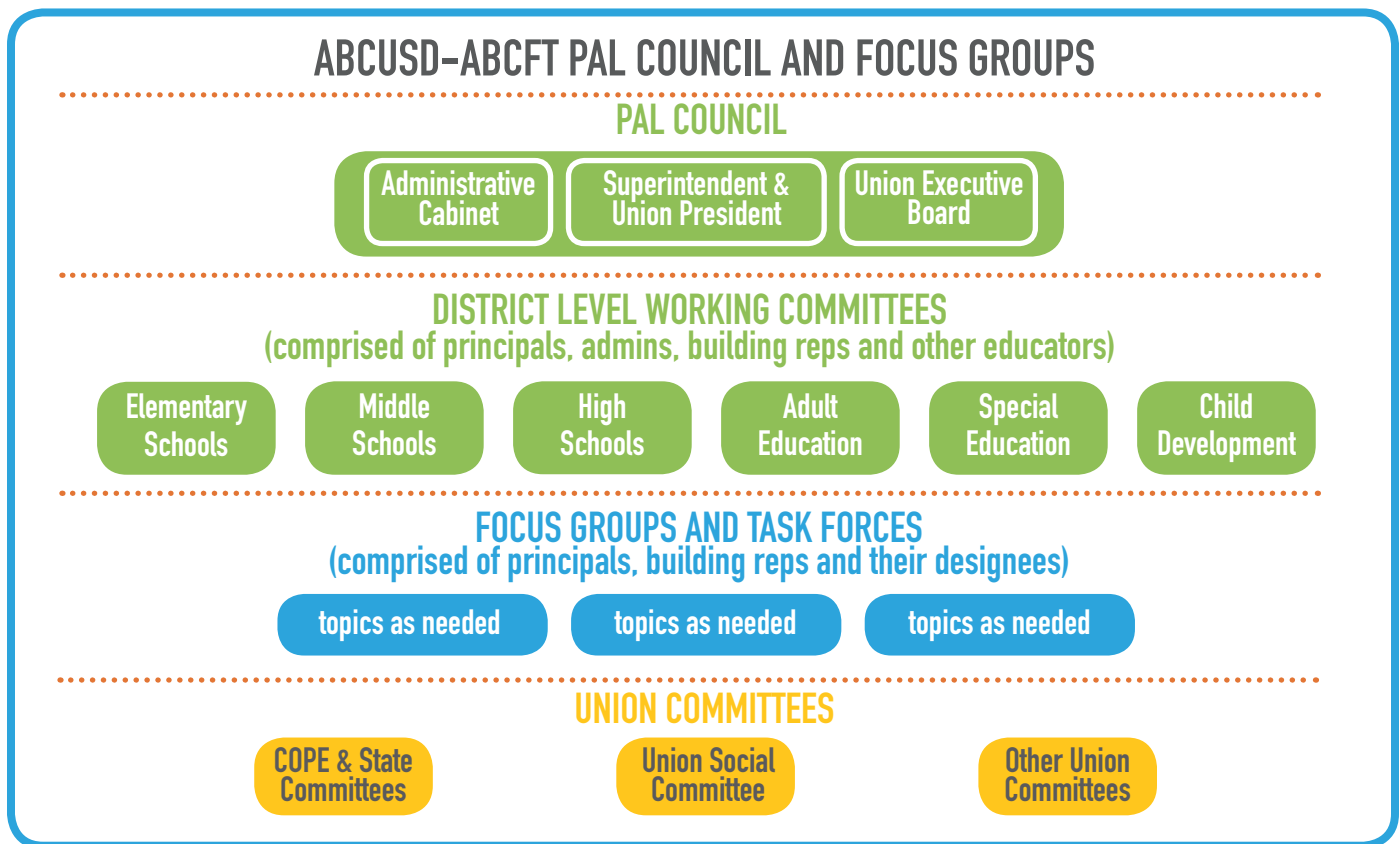 ABCUSD–ABCFT PAL COUNCIL AND FOCUS GROUPS
PAL COUNCIL
Administrative
Cabinet
Superintendent &
Union President
Union Executive
Board
DISTRICT LEVEL WORKING COMMITTEES
(comprised of principals, admins, building reps and other educators)
Elementary
Schools
Middle
Schools
High
Schools
Adult
Education
Special
Education
Child
Development
FOCUS GROUPS AND TASK FORCES
(comprised of principals, building reps and their designees)
topics as needed
topics as needed
topics as needed
UNION COMMITTEES
COPE & State
Committees
Union Social
Committee
Other Union
Committees